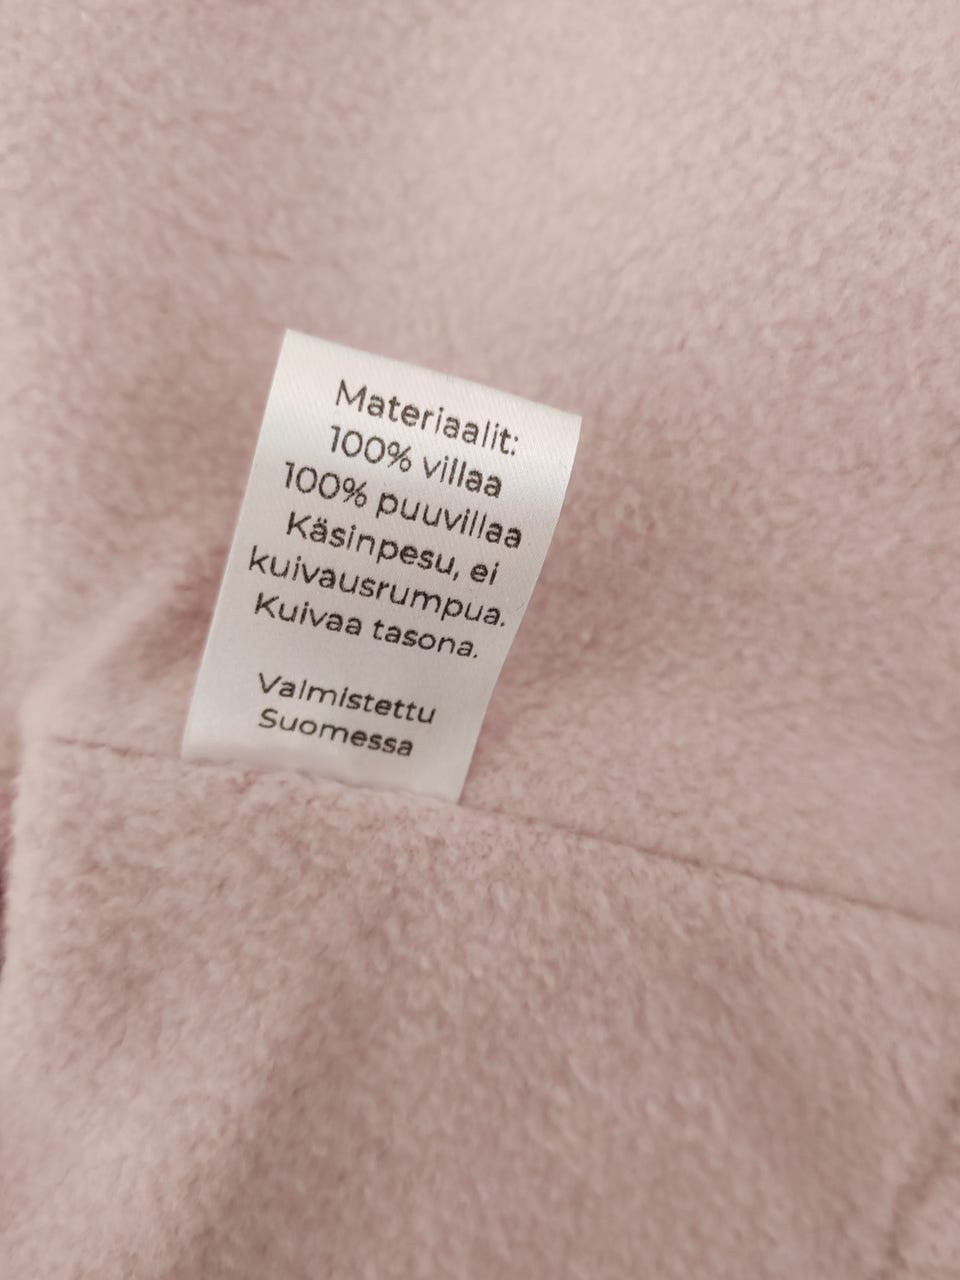 Materiaalit:
100% villaa
100% puuvillaa
Käsinpesu, ei
kuivausrumpua.
Kuivaa tasona.
Valmistettu
Suomessa